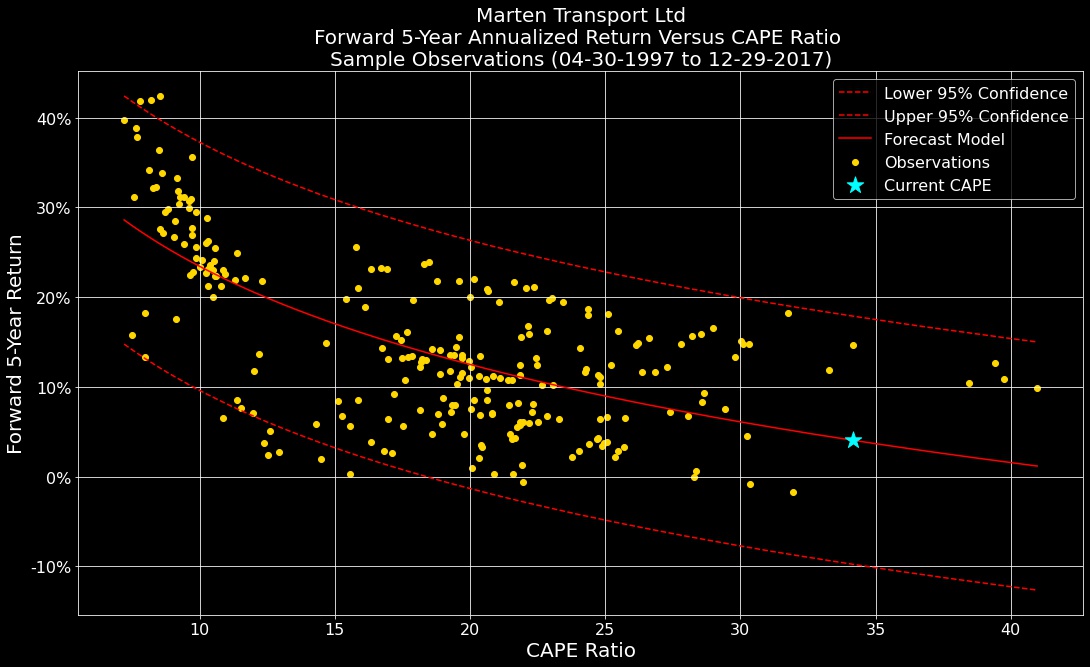 Marten Transport Ltd
Forward 5-Year Annualized Return Versus CAPE Ratio
Sample Observations (04-30-1997 to 12-29-2017)
Lower 95% Confidence
Upper 95% Confidence
Forecast Model
Observations
Current CAPE
Forward 5-Year Return
40%
30%
20%
10%
0%
-10%
10
15
20
25
30
35
40
CAPE Ratio